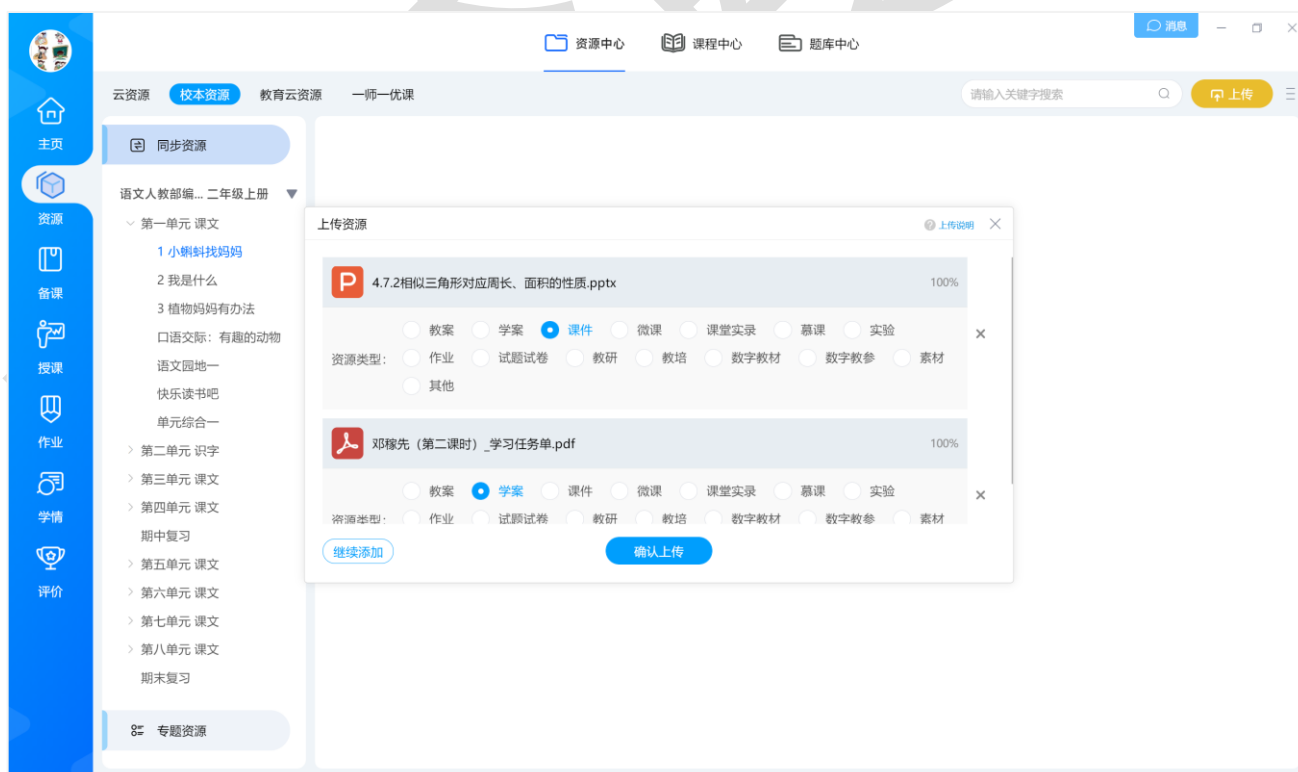 资源中心 课程中心 题库中心 消息
云资源 校本资源 教育云资源 一师一优课 请输入关键字搜索 上传
主页
资源
备课
授课
作业
学情
评价
同步资源
语文人教部编... 二年级上册
第一单元 课文
1 小蝌蚪找妈妈
2 我是什么
3 植物妈妈有办法
口语交际：有趣的动物
语文园地一
快乐读书吧
单元综合一
第二单元 识字
第三单元 课文
第四单元 课文
期中复习
第五单元 课文
第六单元 课文
第七单元 课文
第八单元 课文
期末复习
专题资源
上传资源 上传说明
P 4.7.2相似三角形对应周长、面积的性质.pptx 100%
教案 学案 课件 微课 课堂实录 慕课 实验
资源类型： 作业 试题试卷 教研 教培 数字教材 数字教参 素材
其他
邓稼先（第二课时）_学习任务单.pdf 100%
教案 学案 课件 微课 课堂实录 慕课 实验
资源类型： 作业 试题试卷 教研 教培 数字教材 数字教参 素材
继续添加 确认上传